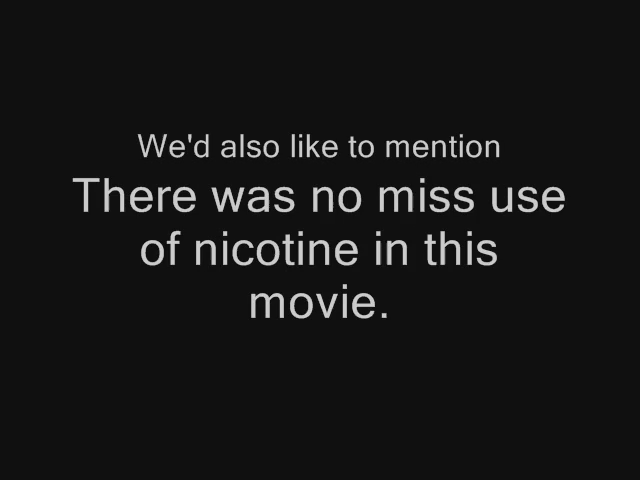 We'd also like to mention
There was no miss use
of nicotine in this
movie.